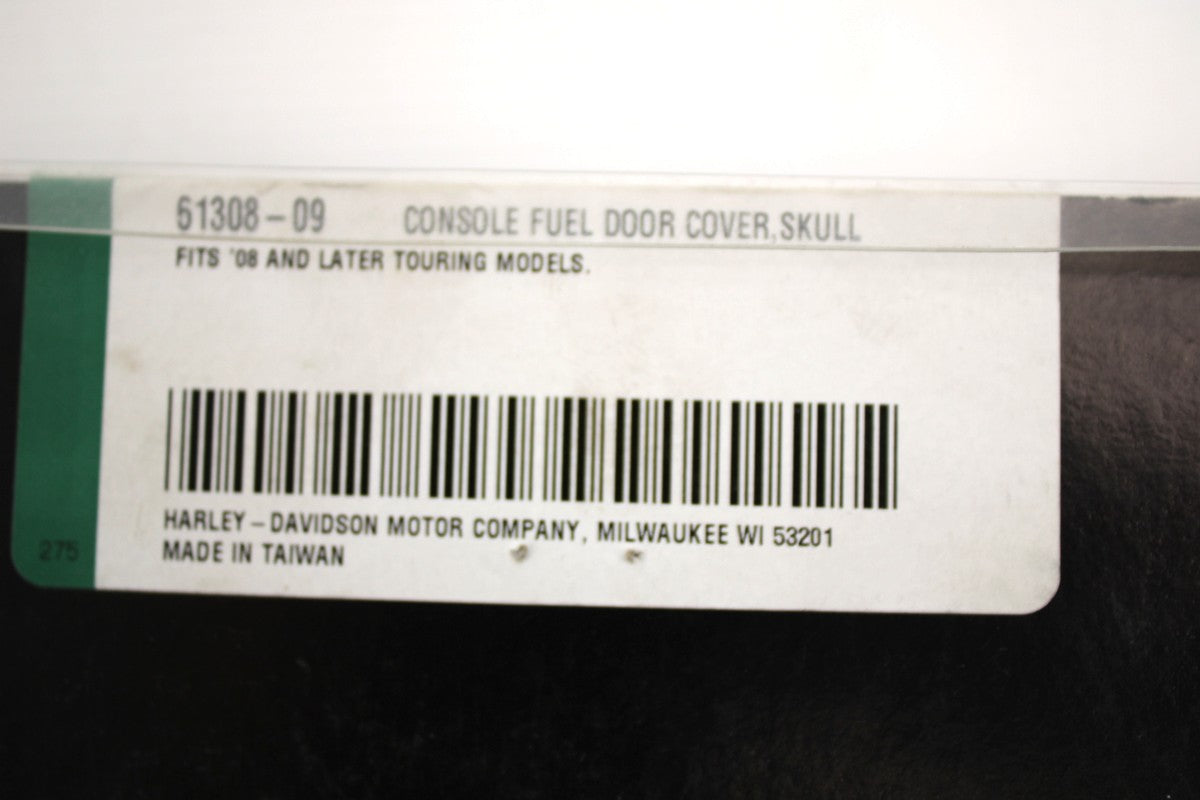 61308-09 CONSOLE FUEL DOOR COVER,SKULL
FITS '08 AND LATER TOURING MODELS.
HARLEY-DAVIDSON MOTOR COMPANY, MILWAUKEE WI 53201
MADE IN TAIWAN
275